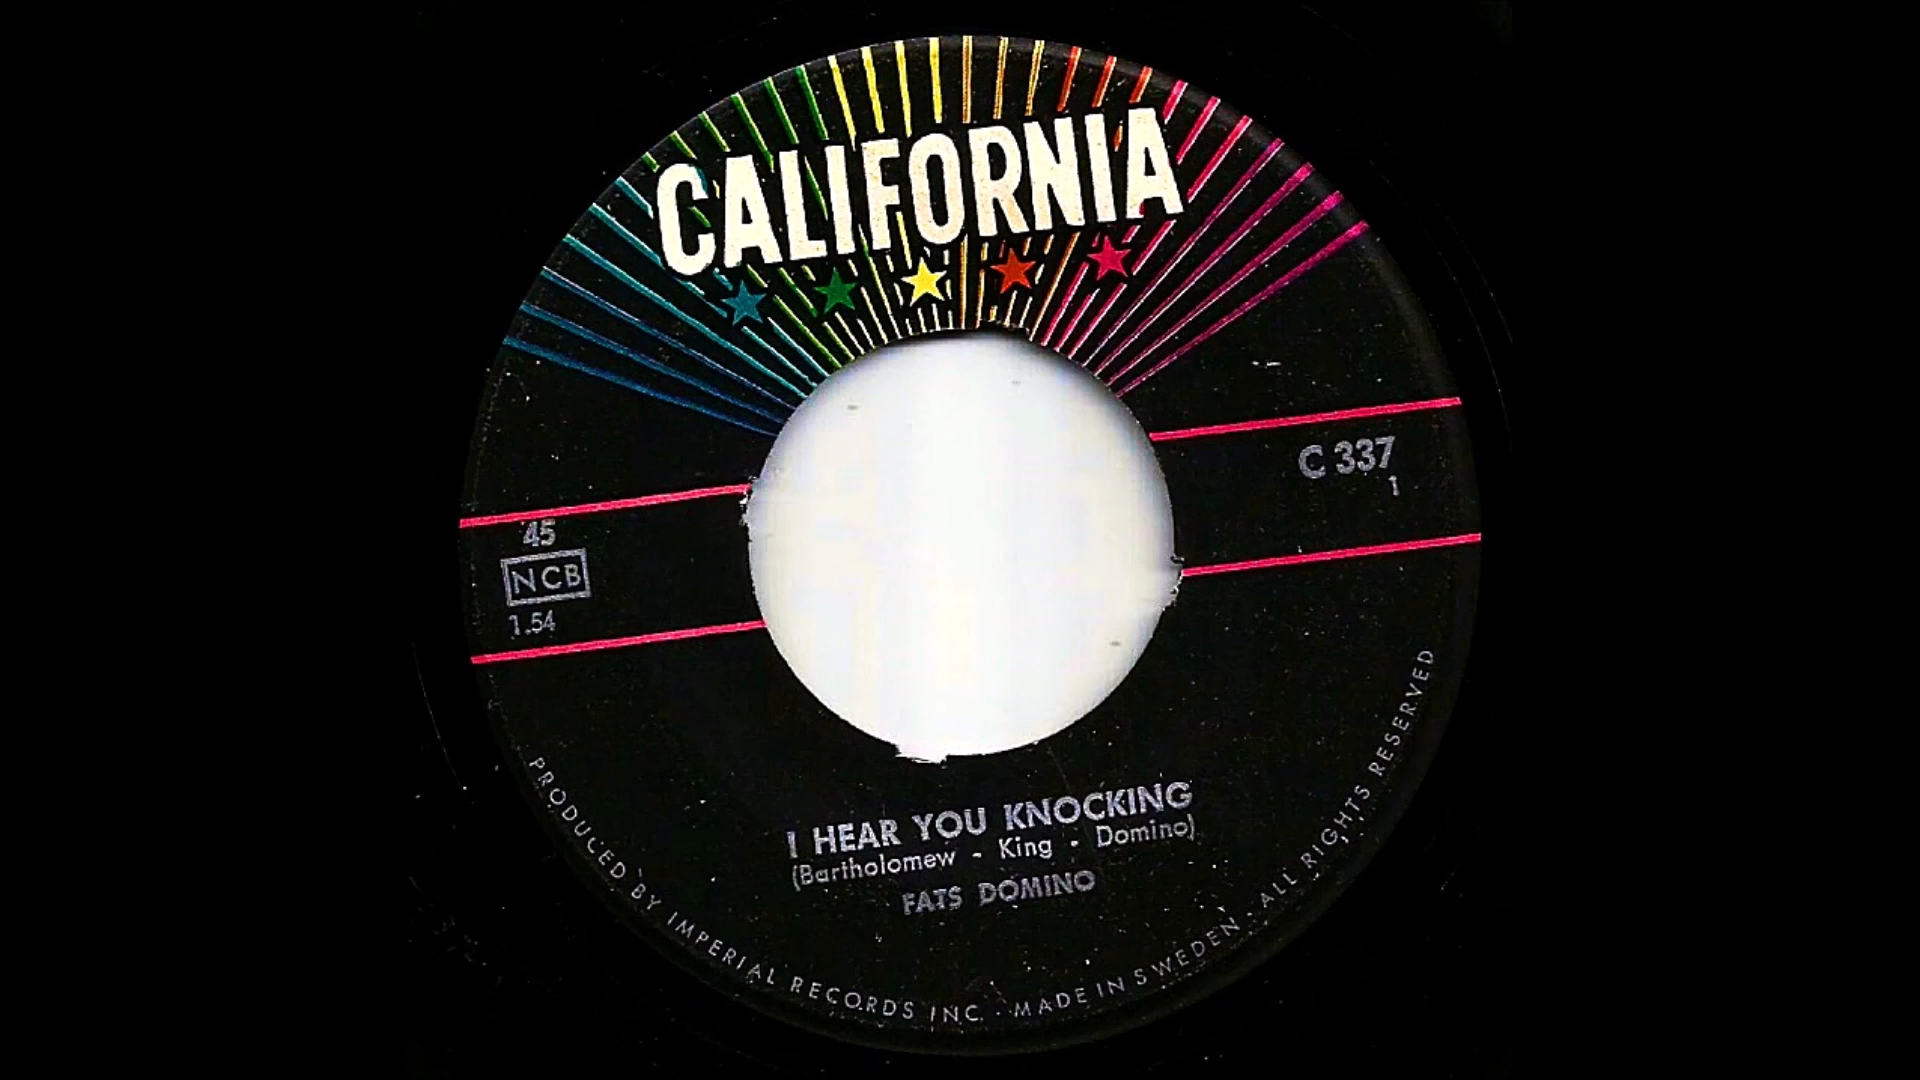 CALIFORNIA
C 337
1
45
NCB
1.54
I HEAR YOU KNOCKING
(Bartholomew - King - Domino)
FATS DOMINO
PRODUCED BY IMPERIAL RECORDS INC. · MADE IN SWEDEN · ALL RIGHTS RESERVED